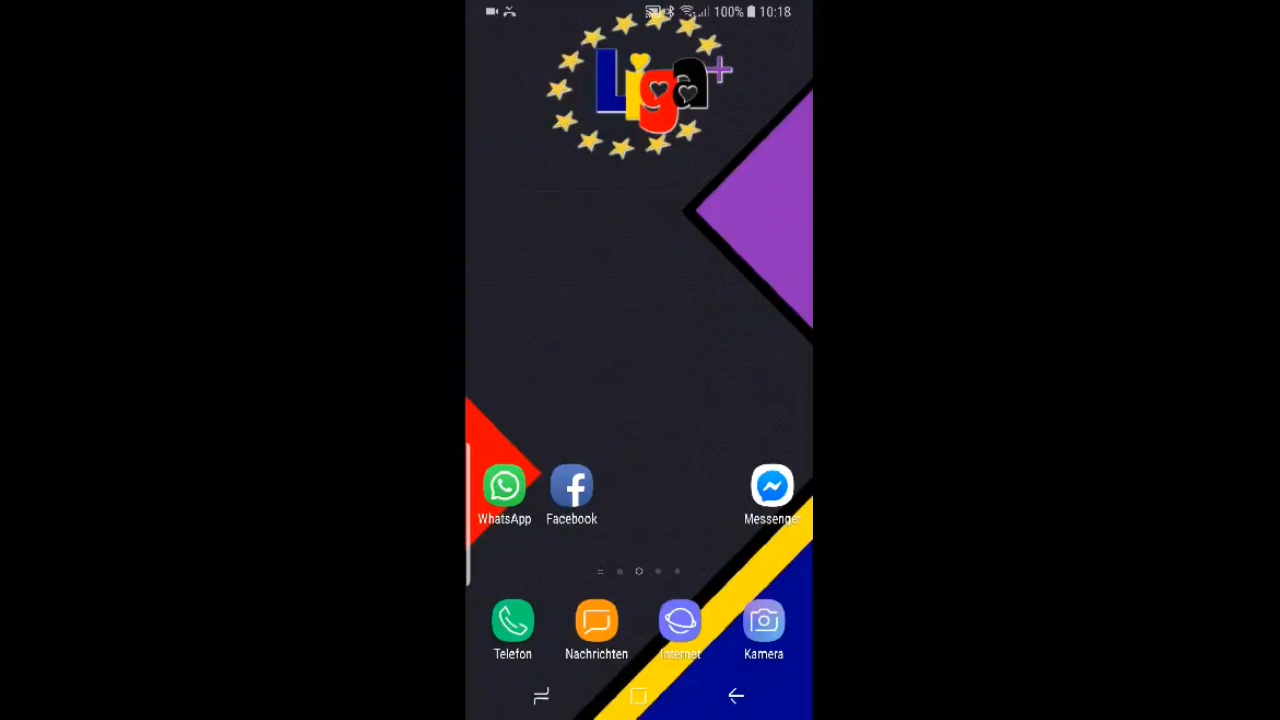 100% 10:18
Liga+
WhatsApp Facebook Messenger
Telefon Nachrichten Internet Kamera